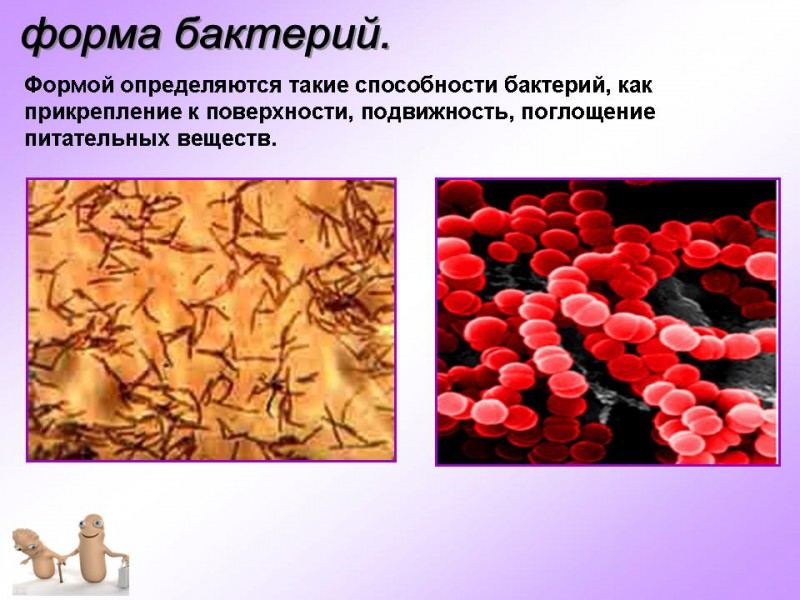 форма бактерий.
Формой определяются такие способности бактерий, как
прикрепление к поверхности, подвижность, поглощение
питательных веществ.